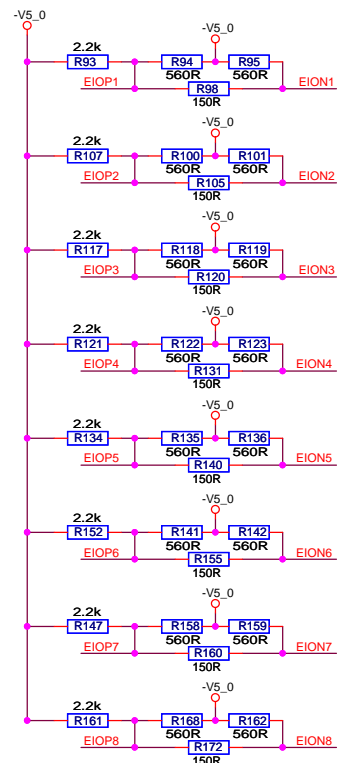 -V5_0
-V5_0
2.2k
R93 R94 R95
560R 560R
EIOP1 R98 EION1
150R
-V5_0
2.2k
R107 R100 R101
560R 560R
EIOP2 R105 EION2
150R
-V5_0
2.2k
R117 R118 R119
560R 560R
EIOP3 R120 EION3
150R
-V5_0
2.2k
R121 R122 R123
560R 560R
EIOP4 R131 EION4
150R
-V5_0
2.2k
R134 R135 R136
560R 560R
EIOP5 R140 EION5
150R
-V5_0
2.2k
R152 R141 R142
560R 560R
EIOP6 R155 EION6
150R
-V5_0
2.2k
R147 R158 R159
560R 560R
EIOP7 R160 EION7
150R
-V5_0
2.2k
R161 R168 R162
560R 560R
EIOP8 R172 EION8
150R